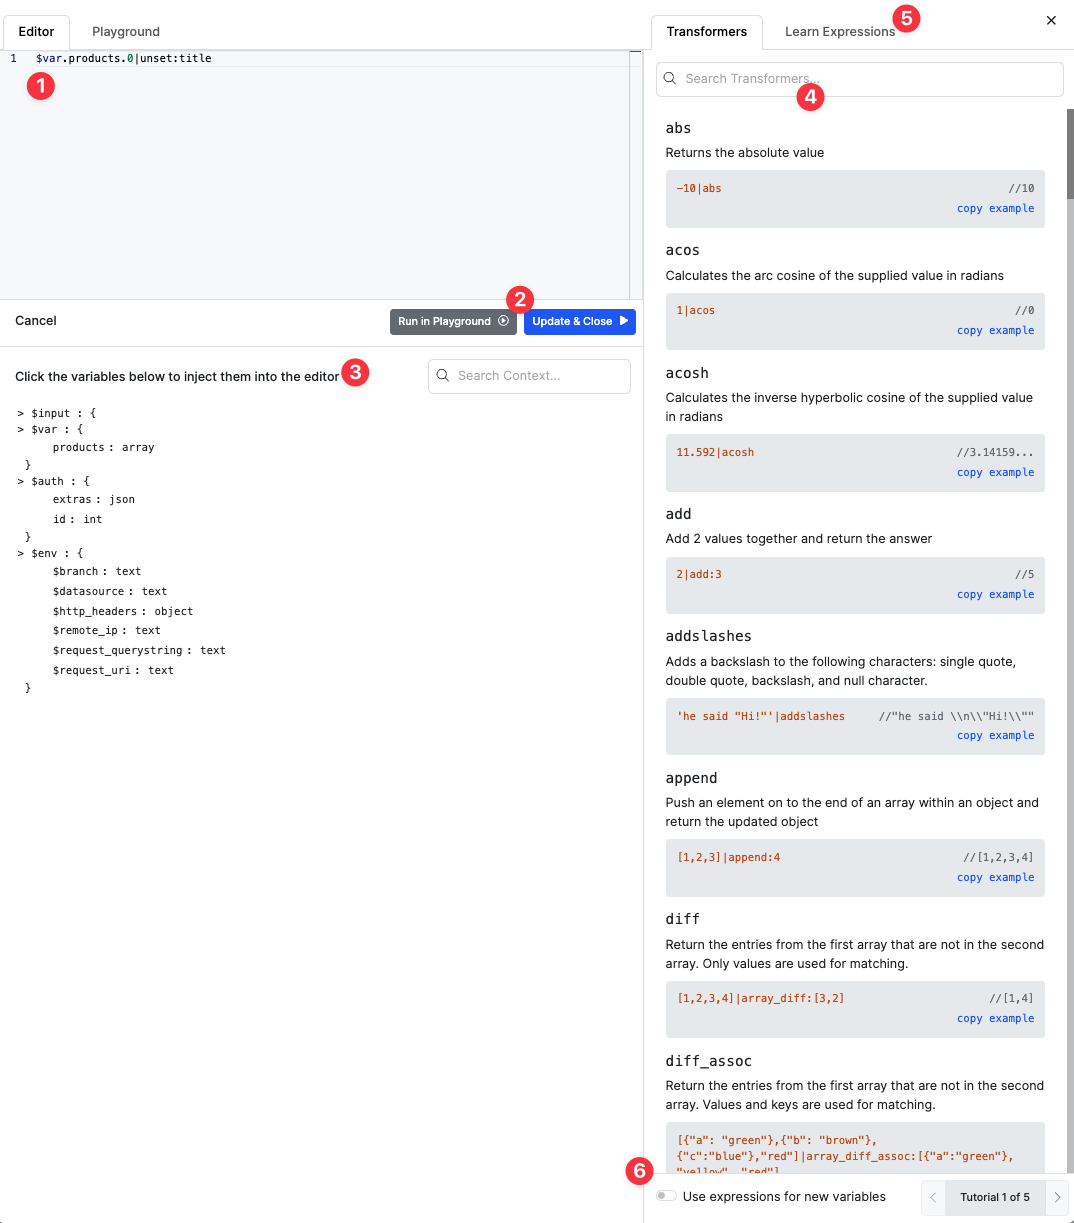 Editor
Playground
1 $var.products.0|unset:title
1
Cancel
Run in Playground
2
Update & Close
Click the variables below to inject them into the editor
3
Search Context...
> $input : {
> $var : {
products : array
}
> $auth : {
extras : json
id : int
}
> $env : {
$branch : text
$datasource : text
$http_headers : object
$remote_ip : text
$request_querystring : text
$request_uri : text
}
Transformers
Learn Expressions
5
Search Transformers...
4
abs
Returns the absolute value
-10|abs //10
copy example
acos
Calculates the arc cosine of the supplied value in radians
1|acos //0
copy example
acosh
Calculates the inverse hyperbolic cosine of the supplied value
in radians
11.592|acosh //3.14159...
copy example
add
Add 2 values together and return the answer
2|add:3 //5
copy example
addslashes
Adds a backslash to the following characters: single quote,
double quote, backslash, and null character.
'he said "Hi!"'|addslashes //"he said \\n\\"Hi!\\""
copy example
append
Push an element on to the end of an array within an object and
return the updated object
[1,2,3]|append:4 //[1,2,3,4]
copy example
diff
Return the entries from the first array that are not in the second
array. Only values are used for matching.
[1,2,3,4]|array_diff:[3,2] //[1,4]
copy example
diff_assoc
Return the entries from the first array that are not in the second
array. Values and keys are used for matching.
[{"a": "green"},{"b": "brown"},
{"c":"blue"},"red"]|array_diff_assoc:[{"a":"green"},
"yellow", "red"]
6
Use expressions for new variables
Tutorial 1 of 5